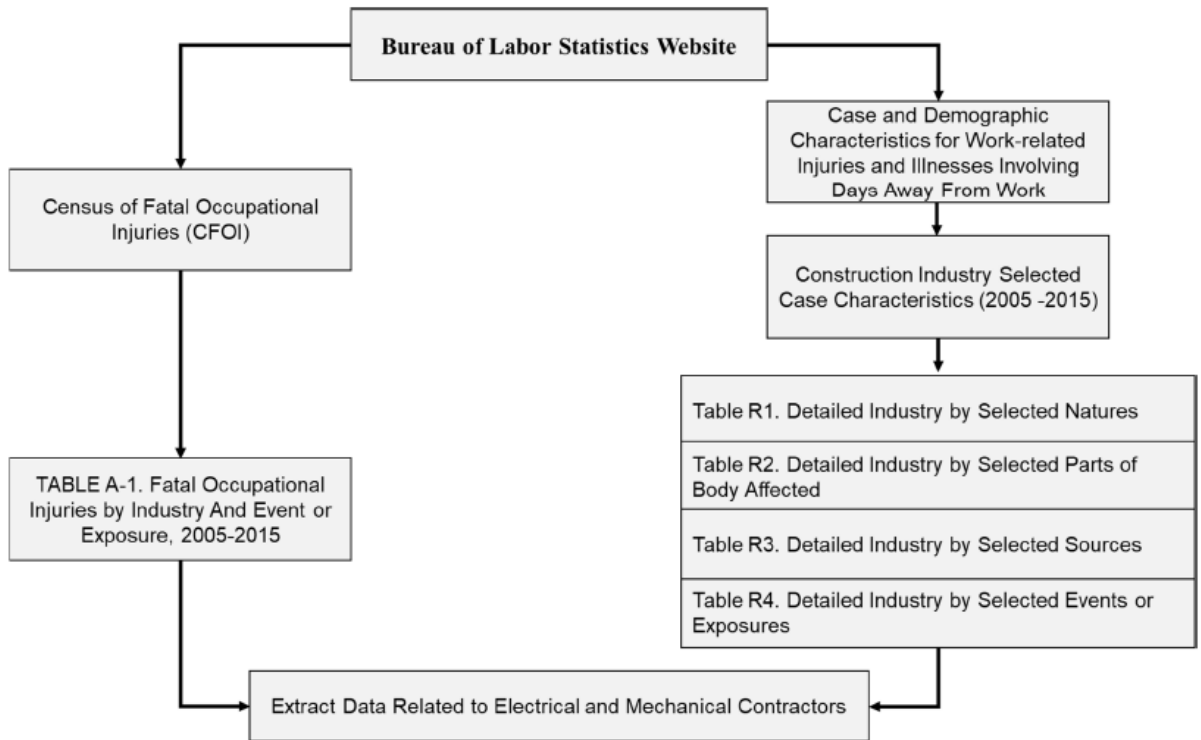 Bureau of Labor Statistics Website
Case and Demographic
Characteristics for Work-related
Injuries and Illnesses Involving
Days Away From Work
Census of Fatal Occupational
Injuries (CFOI)
Construction Industry Selected
Case Characteristics (2005 -2015)
Table R1. Detailed Industry by Selected Natures
Table R2. Detailed Industry by Selected Parts of
Body Affected
Table R3. Detailed Industry by Selected Sources
Table R4. Detailed Industry by Selected Events or
Exposures
TABLE A-1. Fatal Occupational
Injuries by Industry And Event or
Exposure, 2005-2015
Extract Data Related to Electrical and Mechanical Contractors